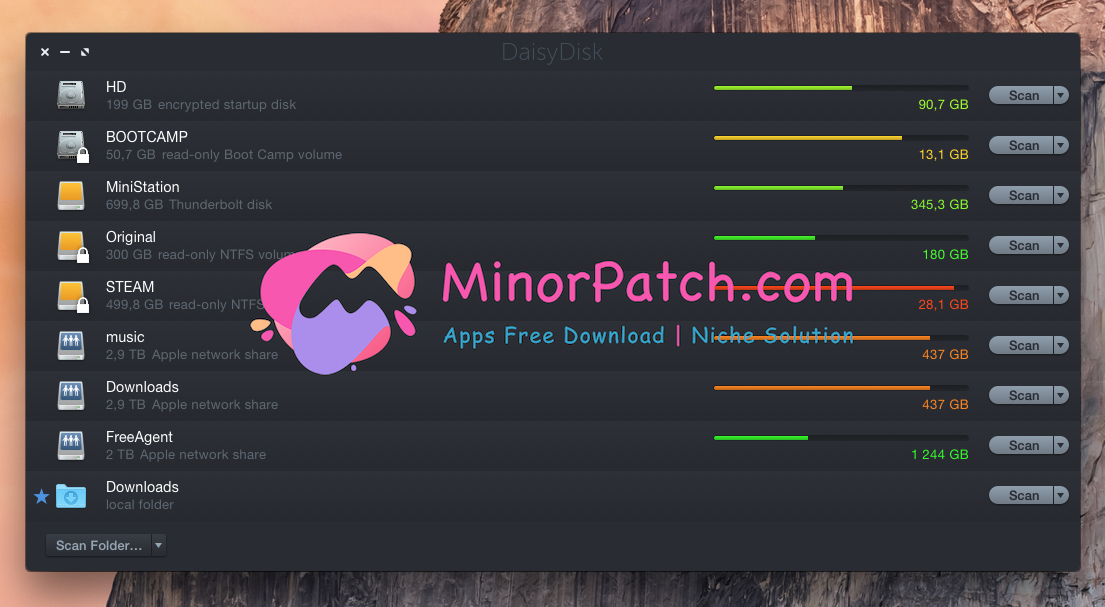 DaisyDisk
HD
199 GB encrypted startup disk
90,7 GB
Scan
BOOTCAMP
50,7 GB read-only Boot Camp volume
13,1 GB
Scan
MiniStation
699,8 GB Thunderbolt disk
345,3 GB
Scan
Original
300 GB read-only NTFS volum
180 GB
Scan
STEAM
499,8 GB read-only NTFS
28,1 GB
Scan
MinorPatch.com
Apps Free Download | Niche Solution
music
2,9 TB Apple network share
437 GB
Scan
Downloads
2,9 TB Apple network share
437 GB
Scan
FreeAgent
2 TB Apple network share
1 244 GB
Scan
Downloads
local folder
Scan
Scan Folder...